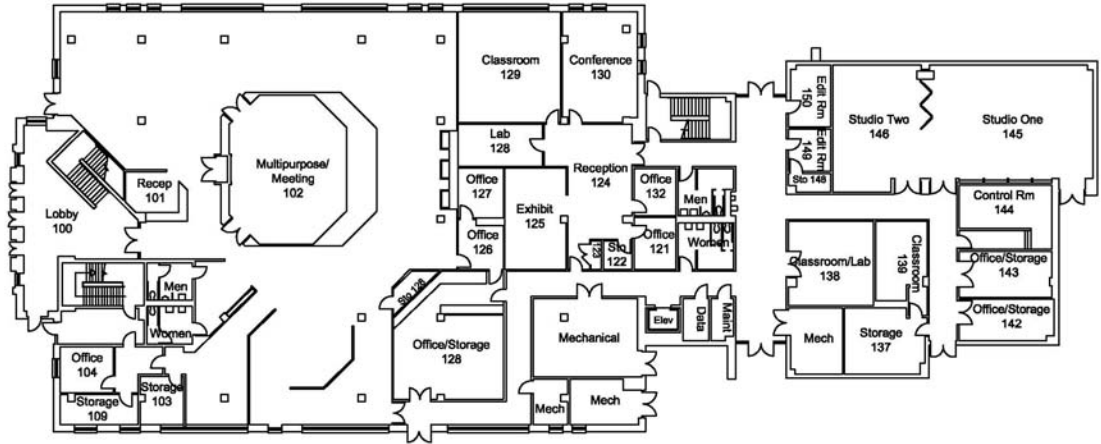 Classroom
129
Conference
130
Edit Rm
150
Studio Two
146
Studio One
145
Edit Rm
149
Sto 148
Lab
128
Multipurpose/
Meeting
102
Recep
101
Lobby
100
Reception
124
Office
127
Office
132
Men
Exhibit
125
Office
126
Office
121
Women
123
Sto
122
Control Rm
144
Classroom/Lab
138
Classroom
139
Office/Storage
143
Office/Storage
142
Men
Women
Sto 128
Office/Storage
128
Mechanical
Elev
Data
Maint
Mech
Storage
137
Office
104
Storage
103
Storage
109
Mech
Mech